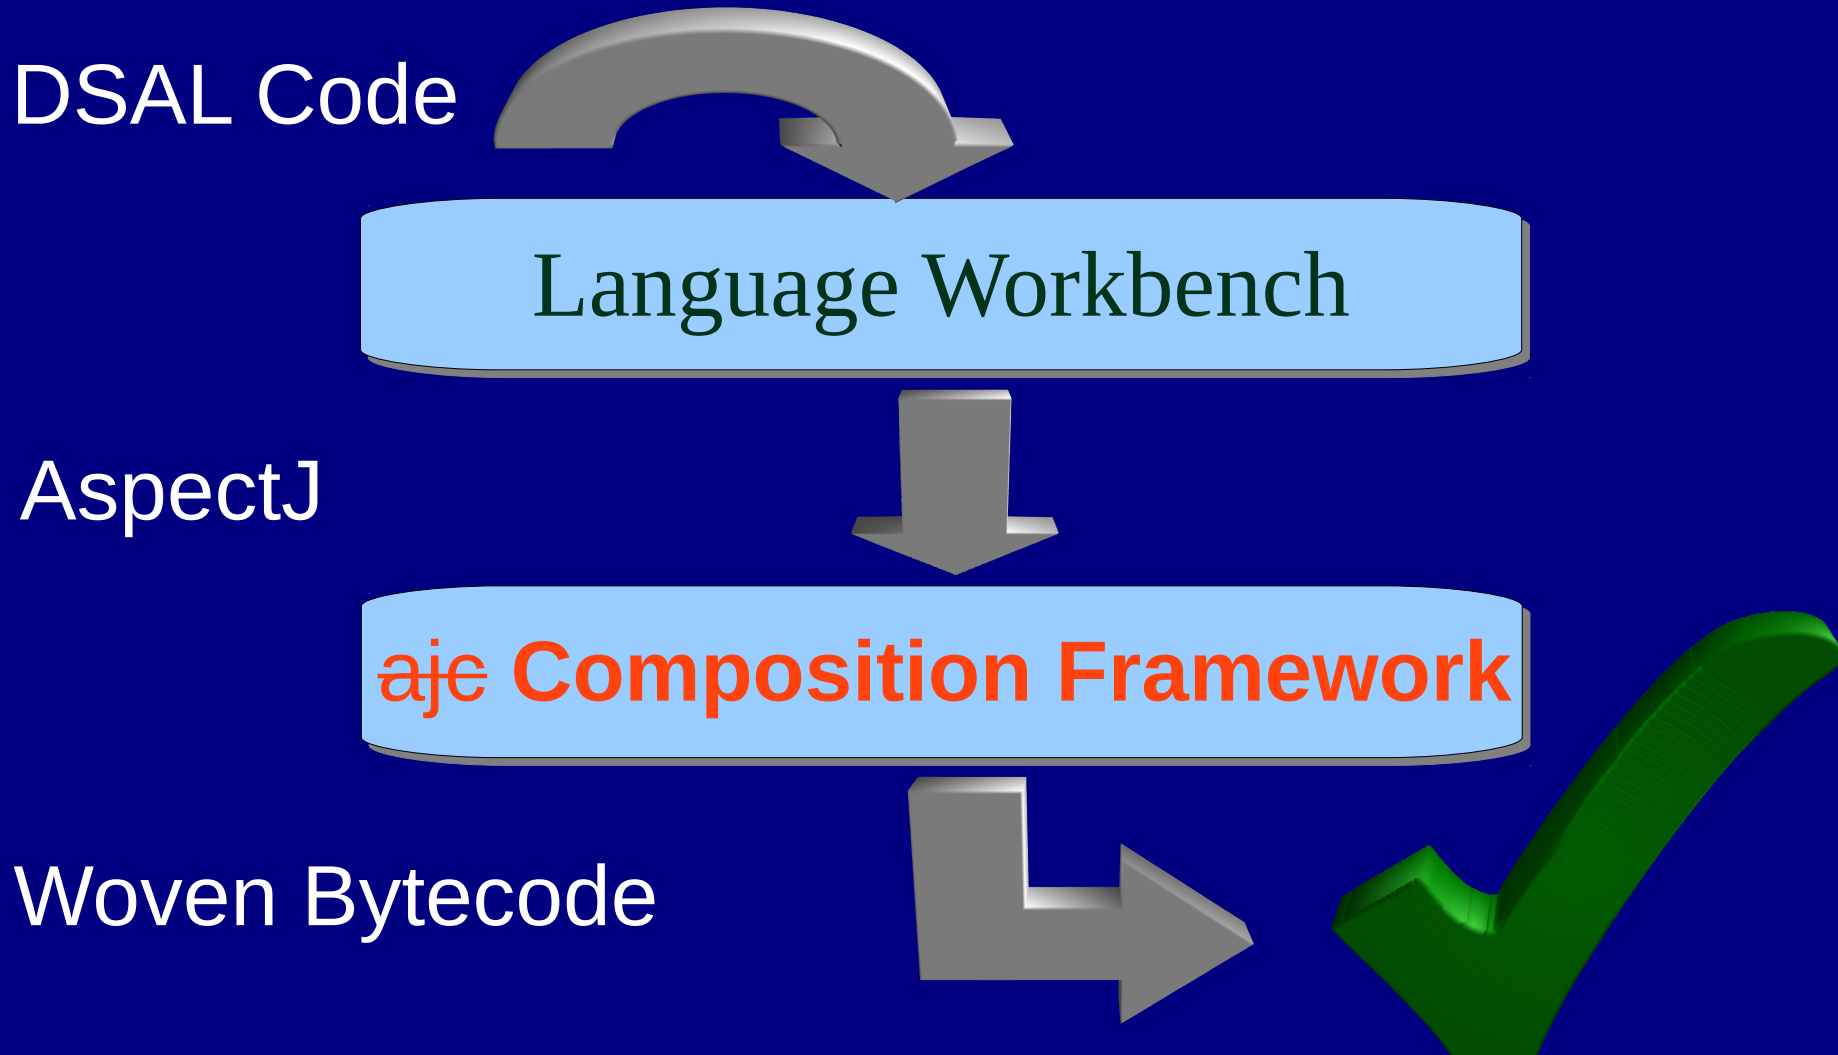 DSAL Code
Language Workbench
AspectJ
ajc Composition Framework
Woven Bytecode